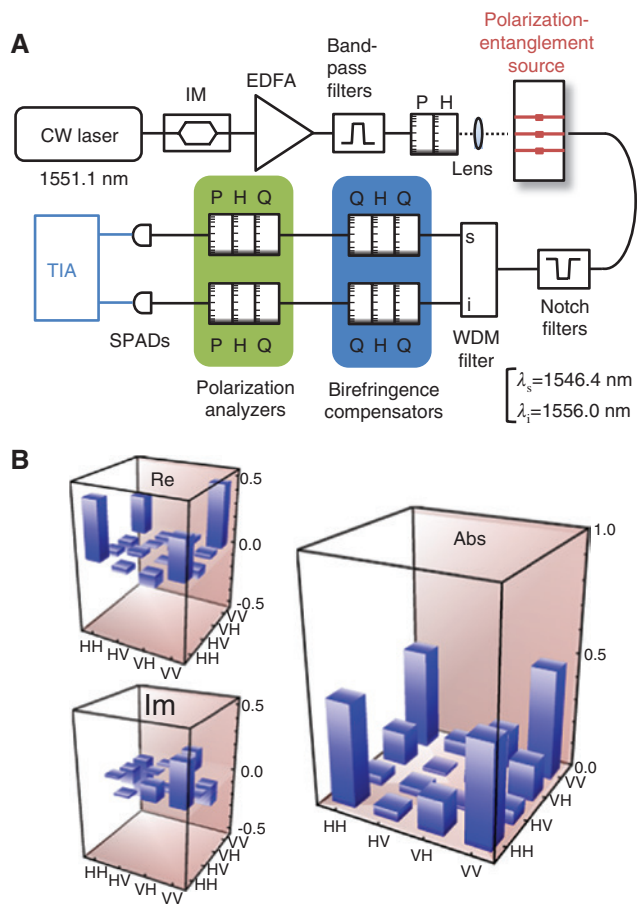 A
Polarization-
entanglement
source
Band-
pass
filters
EDFA
IM
P H
CW laser
Lens
1551.1 nm
P H Q
Q H Q
s
TIA
i
SPADs
P H Q
Q H Q
WDM
filter
Notch
filters
Polarization
analyzers
Birefringence
compensators
λs=1546.4 nm
λi=1556.0 nm
B
Re
0.5
0.0
-0.5
HH HV VH VV
HH HV VH VV
Im
0.5
0.0
-0.5
HH HV VH VV
HH HV VH VV
Abs
1.0
0.5
0.0
HH HV VH VV
HH HV VH VV